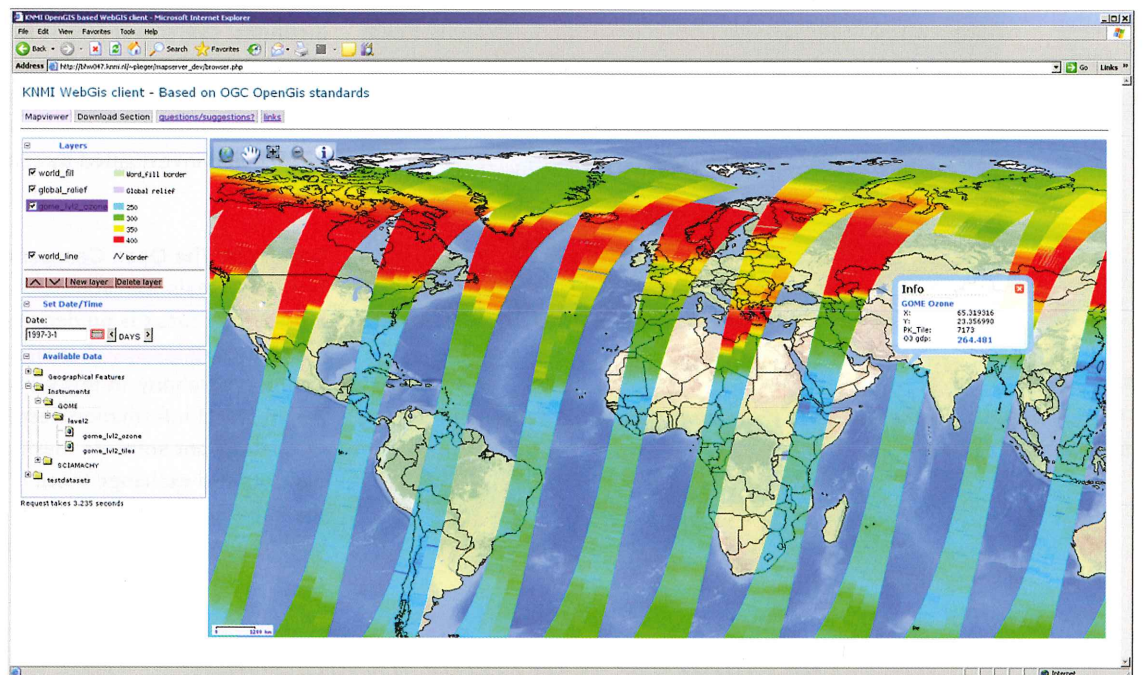 KNMI OpenGIS based WebGIS client - Microsoft Internet Explorer
File Edit View Favorites Tools Help
Back Search Favorites
Address http://bhw047.knmi.nl/~plieger/mapserver_dev/browser.php Go Links »
KNMI WebGis client - Based on OGC OpenGis standards
Mapviewer Download Section questions/suggestions? links
Layers
world_fill Word_fill border
global_relief Global relief
gome_lvl2_ozone 250
300
350
400
world_line border
New layer Delete layer
Set Date/Time
Date:
1997-3-1 DAYS
Available Data
Geographical Features
Instruments
GOME
level2
gome_lvl2_ozone
gome_lvl2_tiles
SCIAMACHY
testdatasets
Request takes 3.235 seconds
Info
GOME Ozone
X: 65.319316
Y: 23.356990
PK_Tile: 7173
O3 gdp: 264.481
0 1299 km
Internet